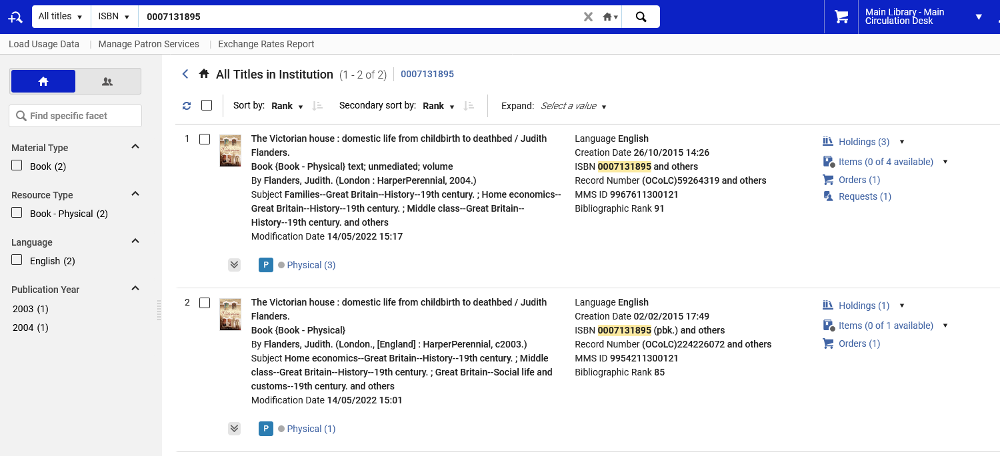 All titles ISBN 0007131895 Main Library - Main
Circulation Desk
Load Usage Data | Manage Patron Services | Exchange Rates Report
All Titles in Institution (1 - 2 of 2) 0007131895
Find specific facet
Sort by: Rank Secondary sort by: Rank Expand: Select a value
Material Type
Book (2)
Resource Type
Book - Physical (2)
Language
English (2)
Publication Year
2003 (1)
2004 (1)
1
The Victorian house : domestic life from childbirth to deathbed / Judith
Flanders.
Book {Book - Physical} text; unmediated; volume
By Flanders, Judith. (London : HarperPerennial, 2004.)
Subject Families--Great Britain--History--19th century. ; Home economics--
Great Britain--History--19th century. ; Middle class--Great Britain--
History--19th century. and others
Modification Date 14/05/2022 15:17
Language English
Creation Date 26/10/2015 14:26
ISBN 0007131895 and others
Record Number (OCoLC)59264319 and others
MMS ID 9967611300121
Bibliographic Rank 91
Holdings (3)
Items (0 of 4 available)
Orders (1)
Requests (1)
P Physical (3)
2
The Victorian house : domestic life from childbirth to deathbed / Judith
Flanders.
Book {Book - Physical}
By Flanders, Judith. (London., [England] : HarperPerennial, c2003.)
Subject Home economics--Great Britain--History--19th century. ; Middle
class--Great Britain--History--19th century. ; Great Britain--Social life and
customs--19th century. and others
Modification Date 14/05/2022 15:01
Language English
Creation Date 02/02/2015 17:49
ISBN 0007131895 (pbk.) and others
Record Number (OCoLC)224226072 and others
MMS ID 9954211300121
Bibliographic Rank 85
Holdings (1)
Items (0 of 1 available)
Orders (1)
P Physical (1)